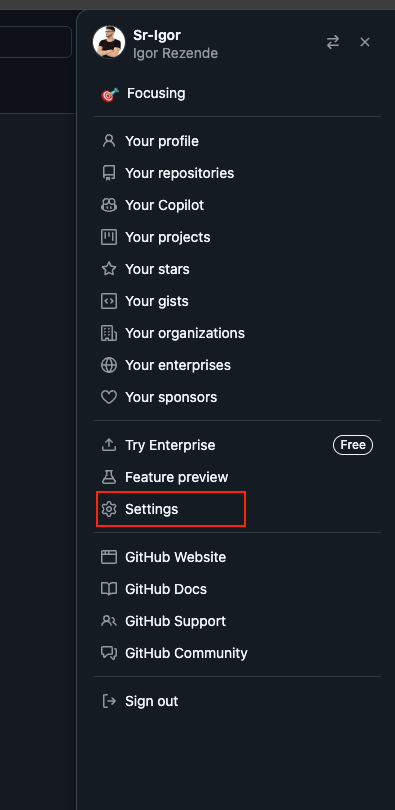 Sr-Igor
Igor Rezende
Focusing
Your profile
Your repositories
Your Copilot
Your projects
Your stars
Your gists
Your organizations
Your enterprises
Your sponsors
Try Enterprise Free
Feature preview
Settings
GitHub Website
GitHub Docs
GitHub Support
GitHub Community
Sign out